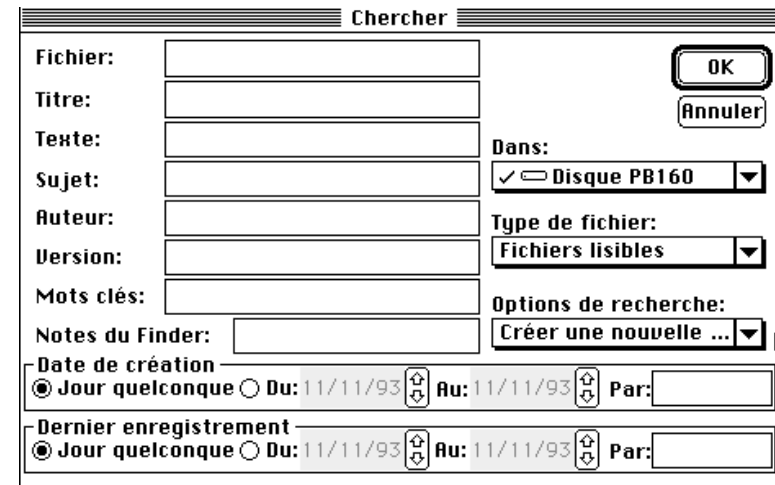 Chercher
Fichier:
OK
Titre:
Annuler
Texte:
Dans:
Sujet:
Disque PB160
Auteur:
Type de fichier:
Version:
Fichiers lisibles
Mots clés:
Options de recherche:
Notes du Finder:
Créer une nouvelle ...
Date de création
Jour quelconque Du: 11/11/93 Au: 11/11/93 Par:
Dernier enregistrement
Jour quelconque Du: 11/11/93 Au: 11/11/93 Par: